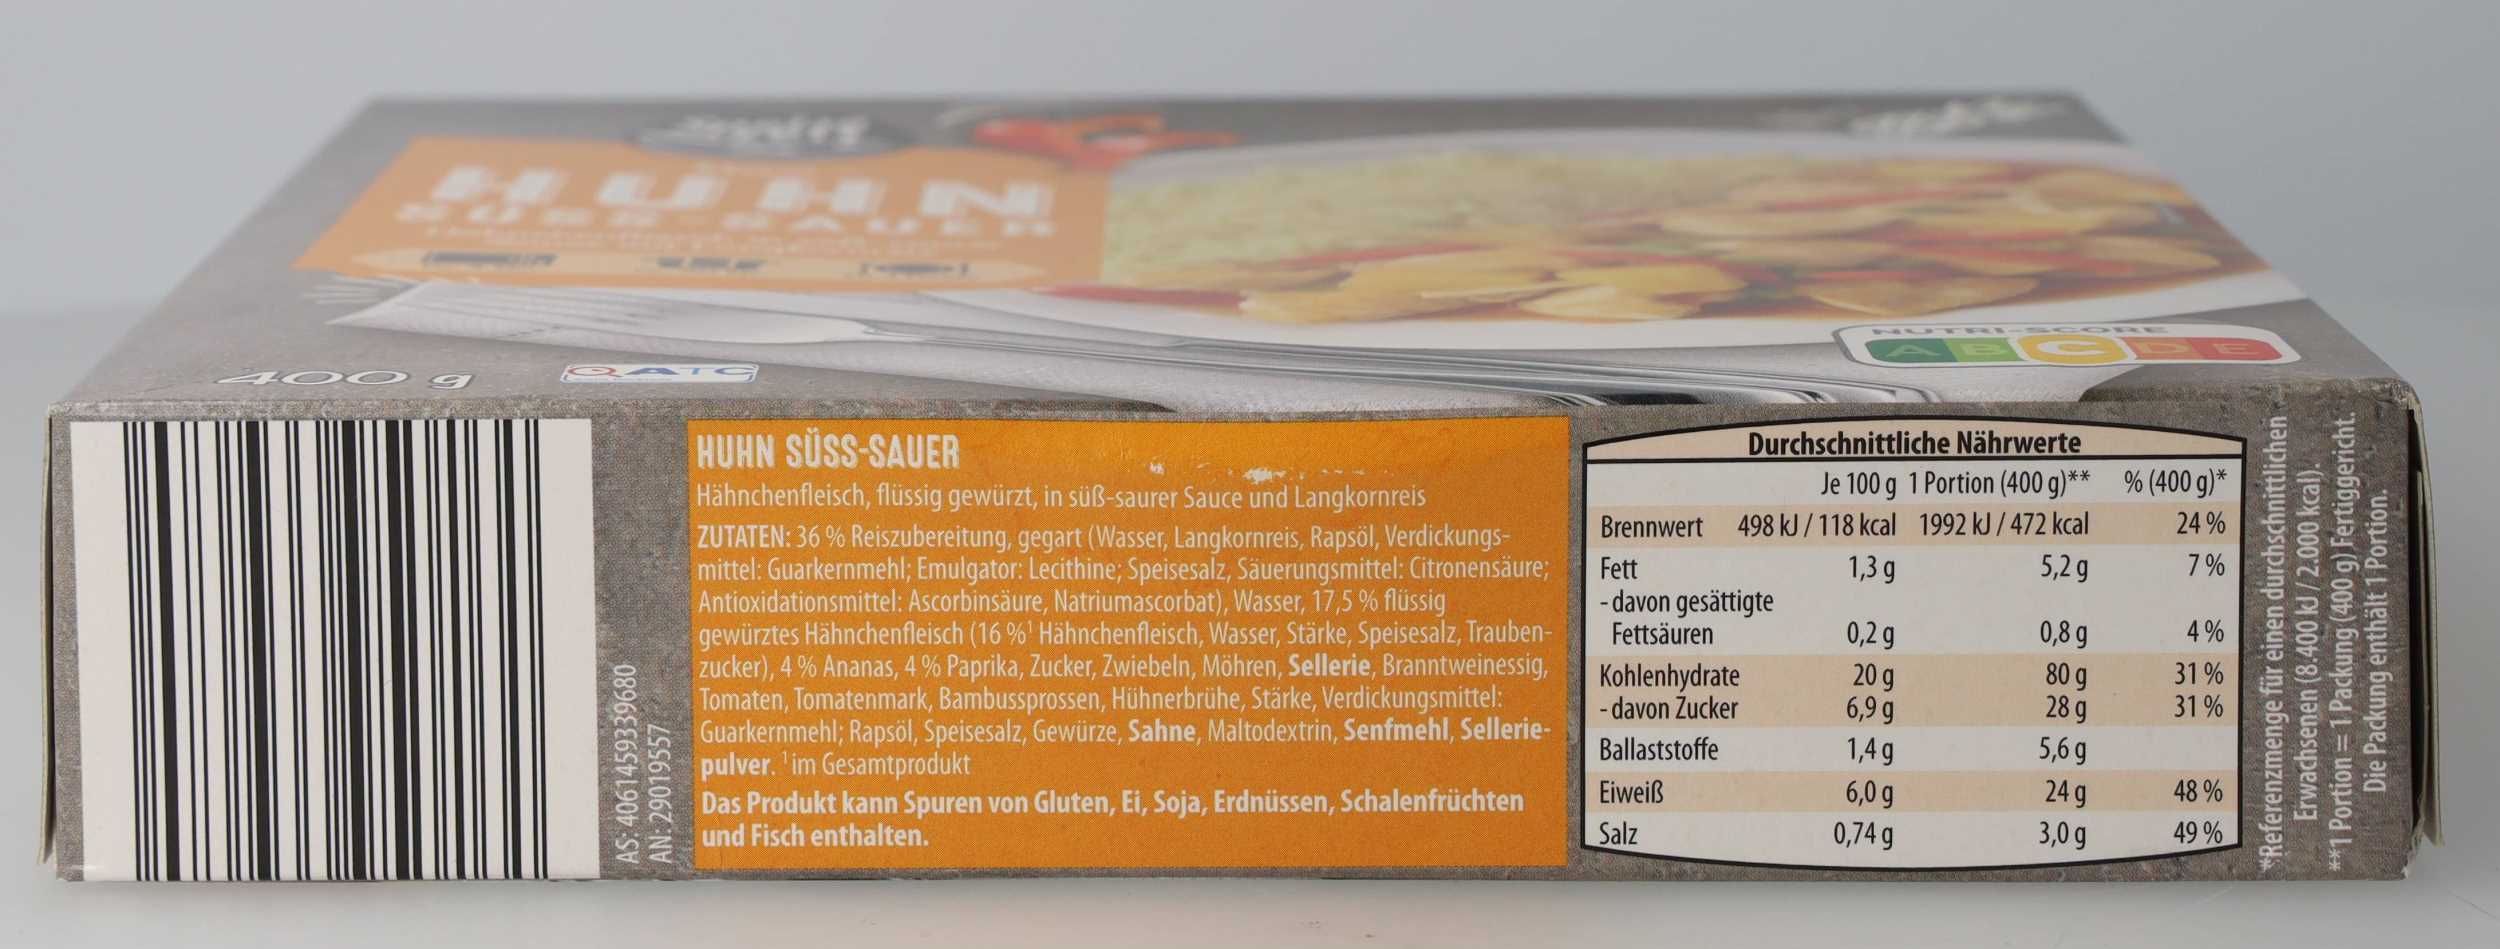 HUHN
SÜSS-SAUER
400 g
QATC
NUTRI-SCORE
A B C D E
AS: 4061459339680
AN: 29019557
HUHN SÜSS-SAUER
Hähnchenfleisch, flüssig gewürzt, in süß-saurer Sauce und Langkornreis
ZUTATEN: 36 % Reiszubereitung, gegart (Wasser, Langkornreis, Rapsöl, Verdickungs-
mittel: Guarkernmehl; Emulgator: Lecithine; Speisesalz, Säuerungsmittel: Citronensäure;
Antioxidationsmittel: Ascorbinsäure, Natriumascorbat), Wasser, 17,5 % flüssig
gewürztes Hähnchenfleisch (16 %¹ Hähnchenfleisch, Wasser, Stärke, Speisesalz, Trauben-
zucker), 4 % Ananas, 4 % Paprika, Zucker, Zwiebeln, Möhren, Sellerie, Branntweinessig,
Tomaten, Tomatenmark, Bambussprossen, Hühnerbrühe, Stärke, Verdickungsmittel:
Guarkernmehl; Rapsöl, Speisesalz, Gewürze, Sahne, Maltodextrin, Senfmehl, Sellerie-
pulver. ¹im Gesamtprodukt
Das Produkt kann Spuren von Gluten, Ei, Soja, Erdnüssen, Schalenfrüchten
und Fisch enthalten.
Durchschnittliche Nährwerte
Je 100 g 1 Portion (400 g)** % (400 g)*
Brennwert 498 kJ / 118 kcal 1992 kJ / 472 kcal 24 %
Fett 1,3 g 5,2 g 7 %
- davon gesättigte
Fettsäuren 0,2 g 0,8 g 4 %
Kohlenhydrate 20 g 80 g 31 %
- davon Zucker 6,9 g 28 g 31 %
Ballaststoffe 1,4 g 5,6 g
Eiweiß 6,0 g 24 g 48 %
Salz 0,74 g 3,0 g 49 %
*Referenzmenge für einen durchschnittlichen
Erwachsenen (8.400 kJ / 2.000 kcal).
**1 Portion = 1 Packung (400 g) Fertiggericht.
Die Packung enthält 1 Portion.